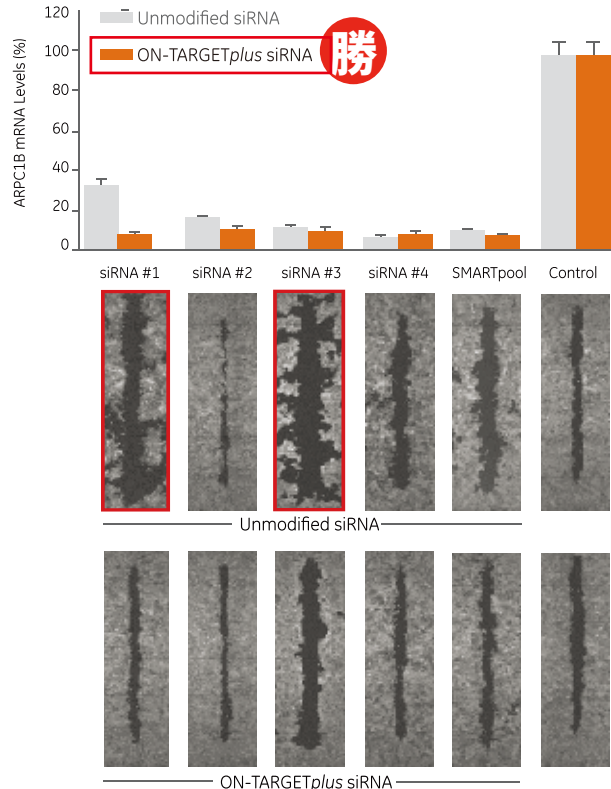 120
100
80
60
40
20
0
ARPC1B mRNA Levels (%)
Unmodified siRNA
ON-TARGETplus siRNA
勝
siRNA #1 siRNA #2 siRNA #3 siRNA #4 SMARTpool Control
Unmodified siRNA
ON-TARGETplus siRNA